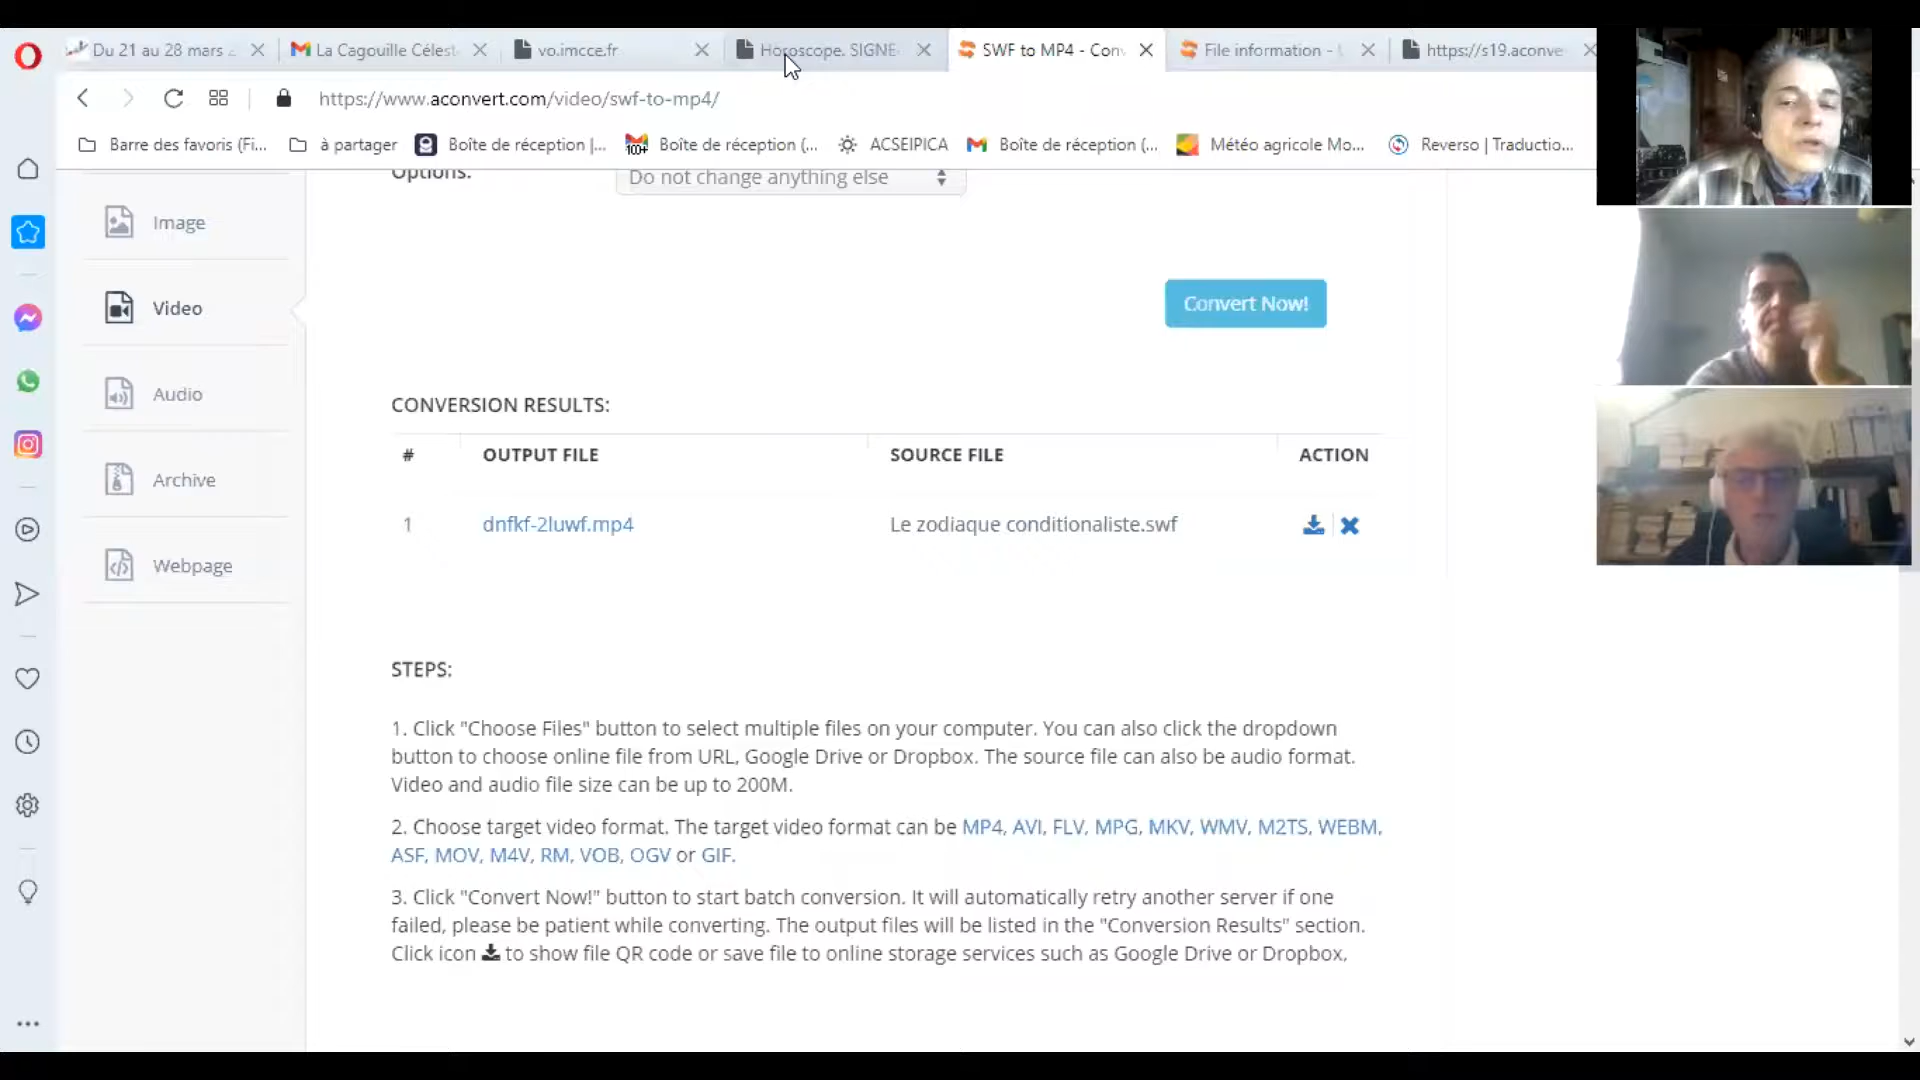 Du 21 au 28 mars
La Cagouille Célest
vo.imcce.fr
Horoscope. SIGNE
SWF to MP4 - Con
File information -
https://s19.aconve
https://www.aconvert.com/video/swf-to-mp4/
Barre des favoris (Fi...
à partager
Boîte de réception |...
100+
Boîte de réception (...
ACSEIPICA
Boîte de réception (...
Météo agricole Mo...
Reverso | Traductio...
Options:
Do not change anything else
Image
Video
Audio
Archive
Webpage
Convert Now!
CONVERSION RESULTS:
# OUTPUT FILE SOURCE FILE ACTION
1 dnfkf-2luwf.mp4 Le zodiaque conditionaliste.swf
STEPS:
1. Click "Choose Files" button to select multiple files on your computer. You can also click the dropdown
button to choose online file from URL, Google Drive or Dropbox. The source file can also be audio format.
Video and audio file size can be up to 200M.
2. Choose target video format. The target video format can be MP4, AVI, FLV, MPG, MKV, WMV, M2TS, WEBM,
ASF, MOV, M4V, RM, VOB, OGV or GIF.
3. Click "Convert Now!" button to start batch conversion. It will automatically retry another server if one
failed, please be patient while converting. The output files will be listed in the "Conversion Results" section.
Click icon to show file QR code or save file to online storage services such as Google Drive or Dropbox,